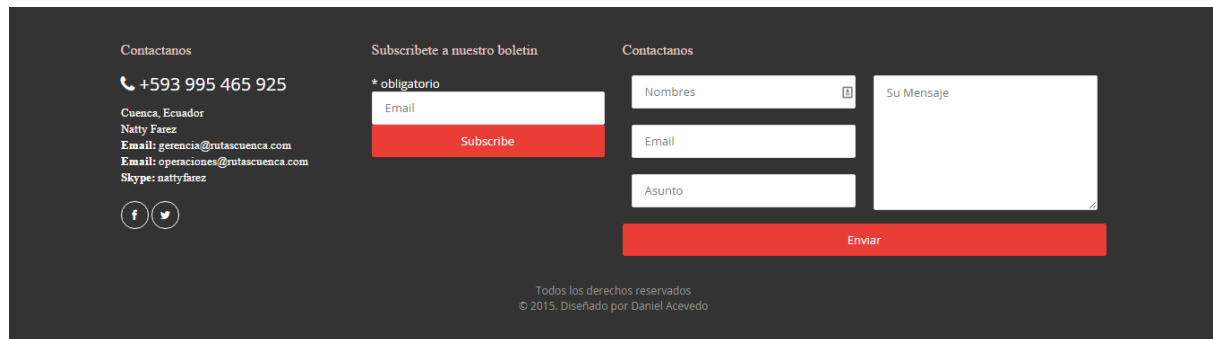 Contactanos
+593 995 465 925
Cuenca, Ecuador
Natty Farez
Email: gerencia@rutascuenca.com
Email: operaciones@rutascuenca.com
Skype: nattyfarez
Subscribete a nuestro boletin
* obligatorio
Email
Subscribe
Contactanos
Nombres
Email
Asunto
Su Mensaje
Enviar
Todos los derechos reservados
© 2015. Diseñado por Daniel Acevedo